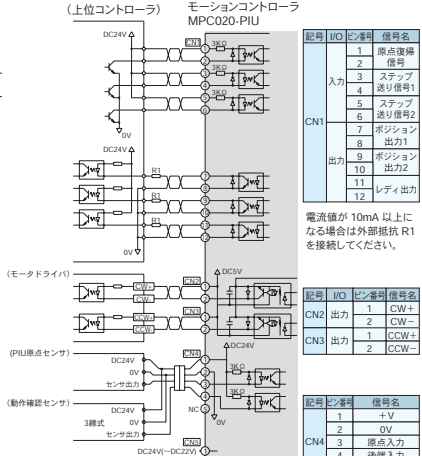 (上位コントローラ)
モーションコントローラ
MPC020-PIU
DC24V
CN1
1
3KΩ
2
3
3KΩ
4
5
3KΩ
6
0V
DC24V
R1
7
8
R1
9
10
R1
11
12
0V
(モータドライバ)
CN2
DC5V
CW+
1
CW-
2
CN3
CCW+
1
CCW-
2
(PIU原点センサ)
CN4
DC24V
DC24V
1
0V
2
3KΩ
センサ出力
3
3KΩ
4
(動作確認センサ)
NC
5
DC24V
0V
3線式
0V
センサ出力
CN5
DC24V(~DC22V)
1
記号 I/O ピン番号 信号名
CN1
入力
1 原点復帰
2 信号
3 ステップ
4 送り信号1
5 ステップ
6 送り信号2
出力
7 ポジション
8 出力1
9 ポジション
10 出力2
11 レディ出力
12
電流値が 10mA 以上に
なる場合は外部抵抗 R1
を接続してください。
記号 I/O ピン番号 信号名
CN2 出力 1 CW+
2 CW−
CN3 出力 1 CCW+
2 CCW−
記号 ピン番号 信号名
CN4
1 +V
2 0V
3 原点入力
4 後端入力